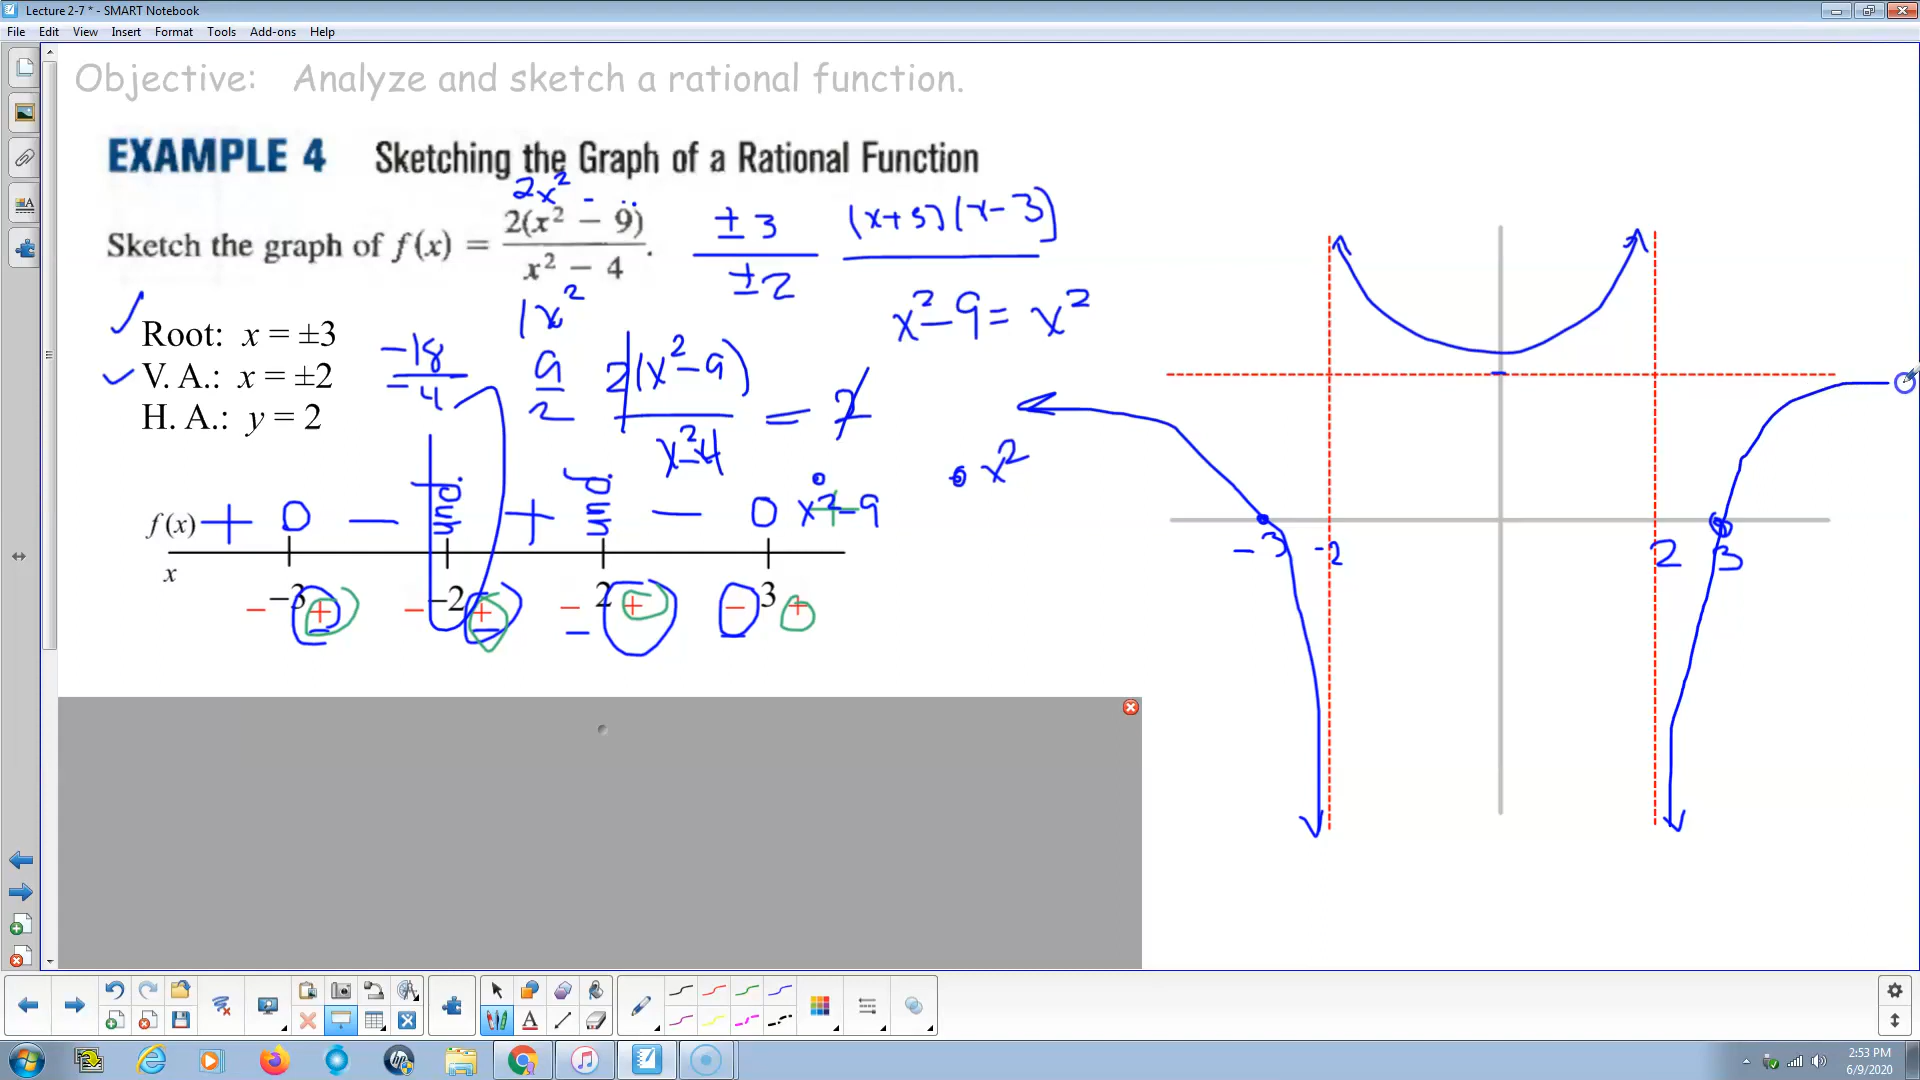 Lecture 2-7 * - SMART Notebook
File Edit View Insert Format Tools Add-ons Help
Objective: Analyze and sketch a rational function.
EXAMPLE 4 Sketching the Graph of a Rational Function
2x² -
Sketch the graph of f(x) = 2(x² − 9) / x² − 4 .
1x²
±3 / ±2
(x+3)(x-3)
x²-9 = x²
Root: x = ±3
V. A.: x = ±2
H. A.: y = 2
-18 / -4
9 / 2
2(x²-9) / x²-4 = 2
x²
f(x) + 0 − und. + und. − 0 + x²-9
x
−3 −2 2 3
− + − + − + − +
-3 -2 2 3
2:53 PM
6/9/2020